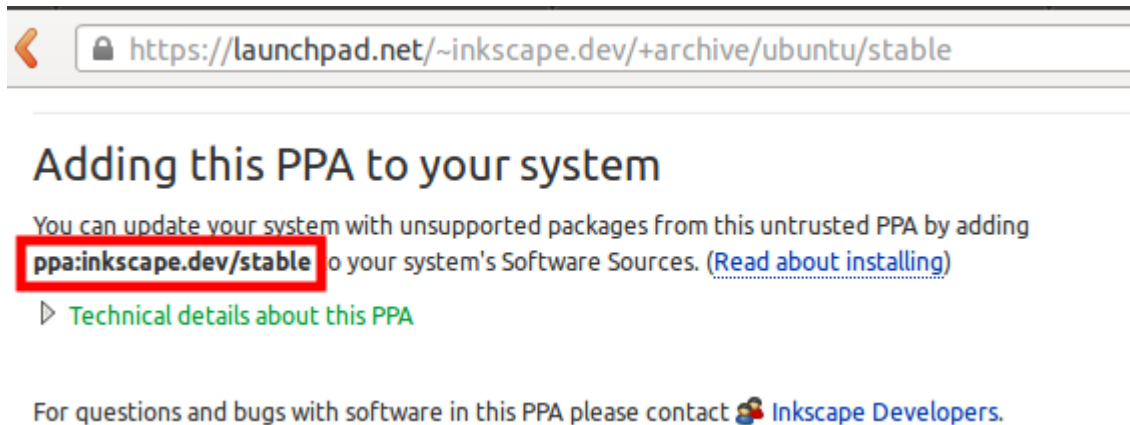 https://launchpad.net/~inkscape.dev/+archive/ubuntu/stable
Adding this PPA to your system
You can update your system with unsupported packages from this untrusted PPA by adding
ppa:inkscape.dev/stable to your system's Software Sources. (Read about installing)
Technical details about this PPA
For questions and bugs with software in this PPA please contact Inkscape Developers.